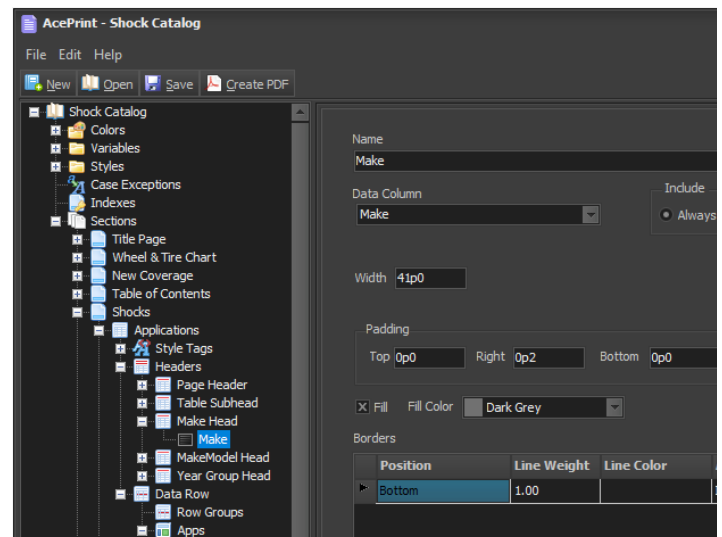 AcePrint - Shock Catalog
File Edit Help
New Open Save Create PDF
Shock Catalog
Colors
Variables
Styles
Case Exceptions
Indexes
Sections
Title Page
Wheel & Tire Chart
New Coverage
Table of Contents
Shocks
Applications
Style Tags
Headers
Page Header
Table Subhead
Make Head
Make
MakeModel Head
Year Group Head
Data Row
Row Groups
Apps
Name
Make
Data Column
Include
Make
Always
Width 41p0
Padding
Top 0p0 Right 0p2 Bottom 0p0
Fill Fill Color Dark Grey
Borders
Position Line Weight Line Color
Bottom 1.00